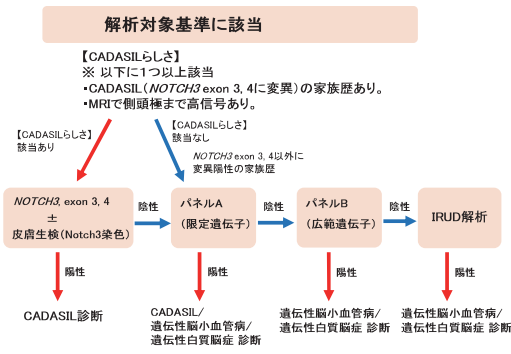 解析対象基準に該当
【CADASILらしさ】
※ 以下に1つ以上該当
・CADASIL(NOTCH3 exon 3, 4に変異)の家族歴あり。
・MRIで側頭極まで高信号あり。
【CADASILらしさ】
該当あり
【CADASILらしさ】
該当なし
NOTCH3 exon 3, 4以外に
変異陽性の家族歴
NOTCH3, exon 3, 4
±
皮膚生検(Notch3染色)
陰性
パネルA
(限定遺伝子)
陰性
パネルB
(広範遺伝子)
陰性
IRUD解析
陽性
陽性
陽性
陽性
CADASIL診断
CADASIL/
遺伝性脳小血管病/
遺伝性白質脳症 診断
遺伝性脳小血管病/
遺伝性白質脳症 診断
遺伝性脳小血管病/
遺伝性白質脳症 診断